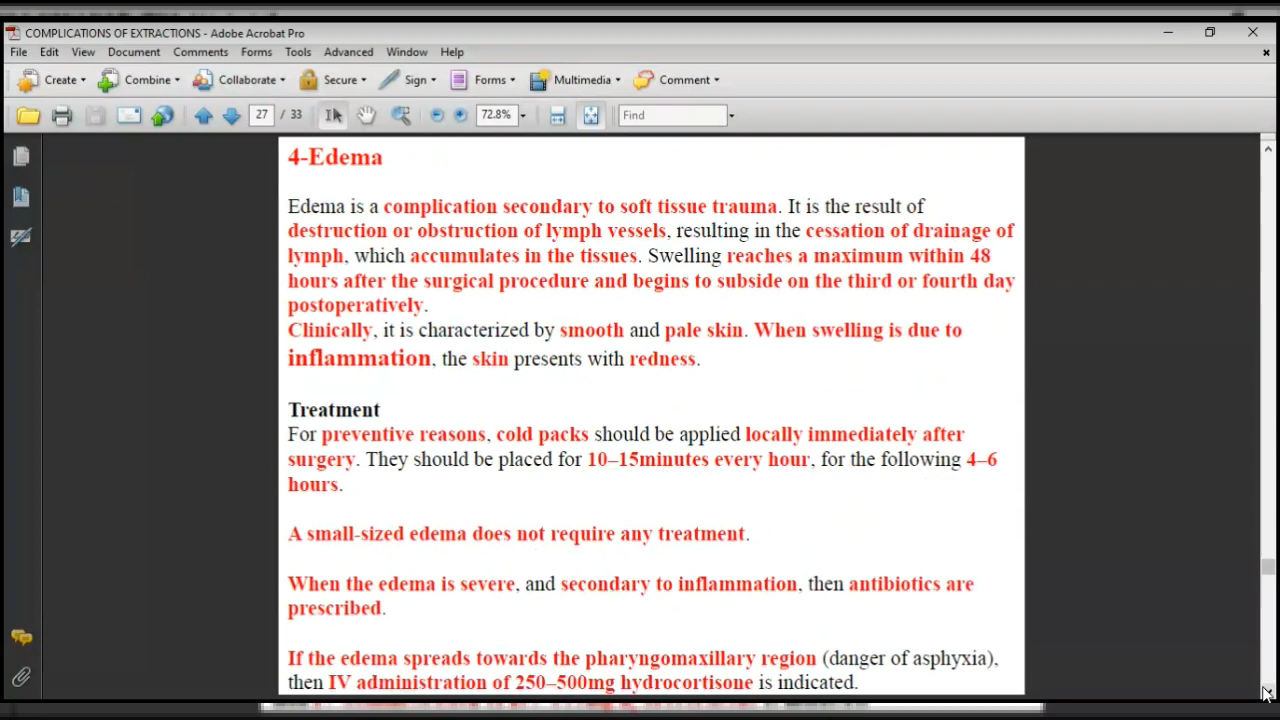 COMPLICATIONS OF EXTRACTIONS - Adobe Acrobat Pro
File Edit View Document Comments Forms Tools Advanced Window Help
Create Combine Collaborate Secure Sign Forms Multimedia Comment
27 / 33 72.8% Find
4-Edema
Edema is a complication secondary to soft tissue trauma. It is the result of
destruction or obstruction of lymph vessels, resulting in the cessation of drainage of
lymph, which accumulates in the tissues. Swelling reaches a maximum within 48
hours after the surgical procedure and begins to subside on the third or fourth day
postoperatively.
Clinically, it is characterized by smooth and pale skin. When swelling is due to
inflammation, the skin presents with redness.
Treatment
For preventive reasons, cold packs should be applied locally immediately after
surgery. They should be placed for 10–15minutes every hour, for the following 4–6
hours.
A small-sized edema does not require any treatment.
When the edema is severe, and secondary to inflammation, then antibiotics are
prescribed.
If the edema spreads towards the pharyngomaxillary region (danger of asphyxia),
then IV administration of 250–500mg hydrocortisone is indicated.